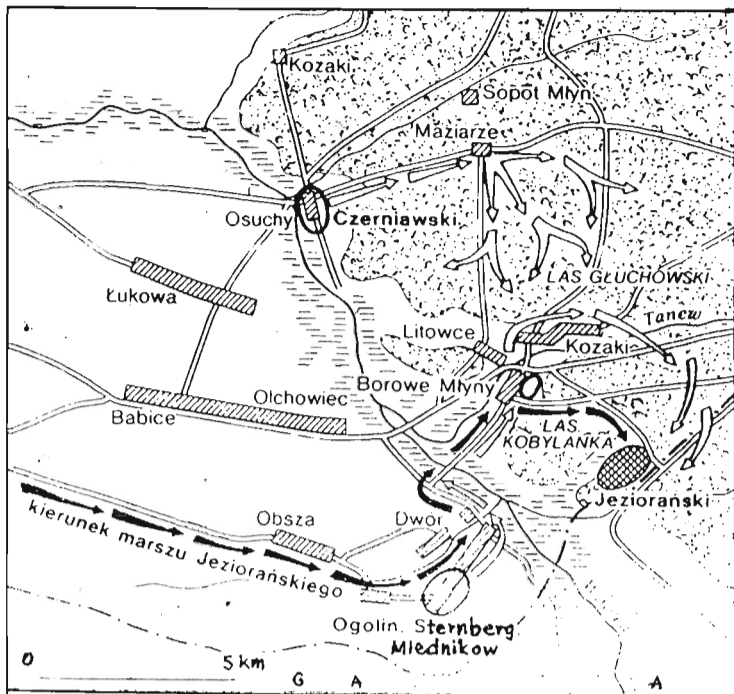 Kozaki
Sopot Młyn
Maziarze
Osuchy
Czerniawski
LAS GŁUCHOWSKI
Łukowa
Tanew
Litowce
Kozaki
Borowe Młyny
Olchowiec
Babice
LAS
KOBYLANKA
Jeziorański
kierunek marszu Jeziorańskiego
Obsza
Dwór
Ogolin. Sternberg
Miednikow
0 5 km
G A A